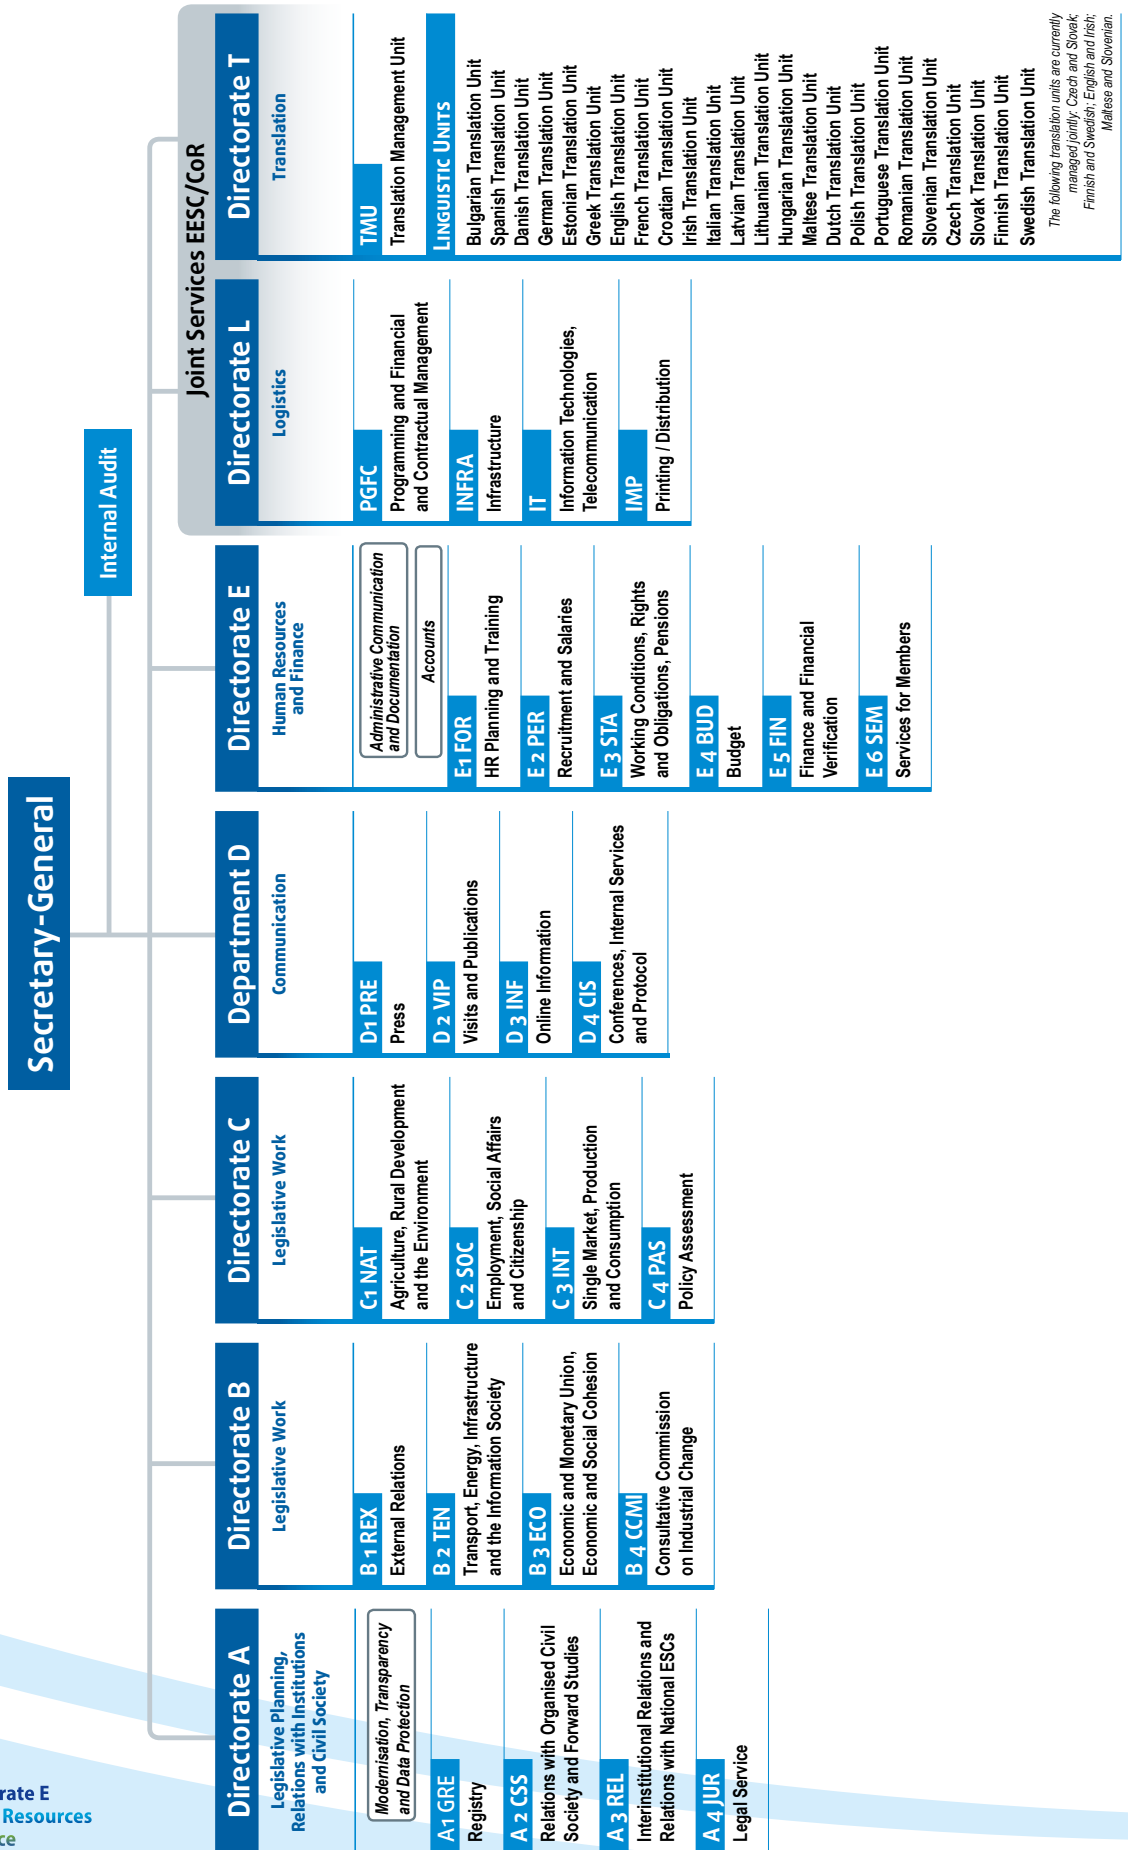 Secretary-General
Internal Audit
Joint Services EESC/CoR
Directorate A
Legislative Planning,
Relations with Institutions
and Civil Society
Modernisation, Transparency
and Data Protection
A1 GRE
Registry
A 2 CSS
Relations with Organised Civil
Society and Forward Studies
A 3 REL
Interinstitutional Relations and
Relations with National ESCs
A 4 JUR
Legal Service
Directorate B
Legislative Work
B 1 REX
External Relations
B 2 TEN
Transport, Energy, Infrastructure
and the Information Society
B 3 ECO
Economic and Monetary Union,
Economic and Social Cohesion
B 4 CCMI
Consultative Commission
on Industrial Change
Directorate C
Legislative Work
C1 NAT
Agriculture, Rural Development
and the Environment
C 2 SOC
Employment, Social Affairs
and Citizenship
C 3 INT
Single Market, Production
and Consumption
C 4 PAS
Policy Assessment
Department D
Communication
D1 PRE
Press
D 2 VIP
Visits and Publications
D 3 INF
Online Information
D 4 CIS
Conferences, Internal Services
and Protocol
Directorate E
Human Resources
and Finance
Administrative Communication
and Documentation
Accounts
E1 FOR
HR Planning and Training
E 2 PER
Recruitment and Salaries
E 3 STA
Working Conditions, Rights
and Obligations, Pensions
E 4 BUD
Budget
E 5 FIN
Finance and Financial
Verification
E 6 SEM
Services for Members
Directorate L
Logistics
PGFC
Programming and Financial
and Contractual Management
INFRA
Infrastructure
IT
Information Technologies,
Telecommunication
IMP
Printing / Distribution
Directorate T
Translation
TMU
Translation Management Unit
LINGUISTIC UNITS
Bulgarian Translation Unit
Spanish Translation Unit
Danish Translation Unit
German Translation Unit
Estonian Translation Unit
Greek Translation Unit
English Translation Unit
French Translation Unit
Croatian Translation Unit
Irish Translation Unit
Italian Translation Unit
Latvian Translation Unit
Lithuanian Translation Unit
Hungarian Translation Unit
Maltese Translation Unit
Dutch Translation Unit
Polish Translation Unit
Portuguese Translation Unit
Romanian Translation Unit
Slovenian Translation Unit
Czech Translation Unit
Slovak Translation Unit
Finnish Translation Unit
Swedish Translation Unit
The following translation units are currently
managed jointly: Czech and Slovak;
Finnish and Swedish; English and Irish;
Maltese and Slovenian.
rate E
Resources
ce